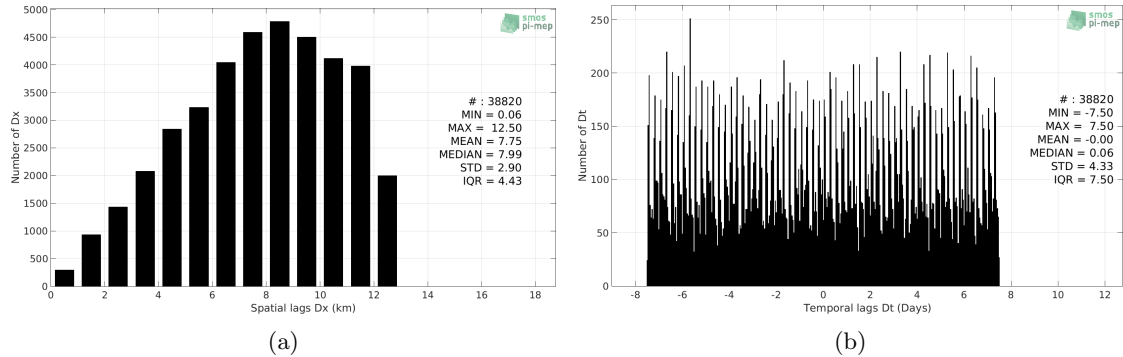 5000
4500
4000
3500
3000
2500
2000
1500
1000
500
0
Number of Dx
0 2 4 6 8 10 12 14 16 18
Spatial lags Dx (km)
smos
pi-mep
# : 38820
MIN = 0.06
MAX = 12.50
MEAN = 7.75
MEDIAN = 7.99
STD = 2.90
IQR = 4.43
(a)
250
200
150
100
50
0
Number of Dt
-8 -6 -4 -2 0 2 4 6 8 10 12
Temporal lags Dt (Days)
smos
pi-mep
# : 38820
MIN = -7.50
MAX = 7.50
MEAN = -0.00
MEDIAN = 0.06
STD = 4.33
IQR = 7.50
(b)